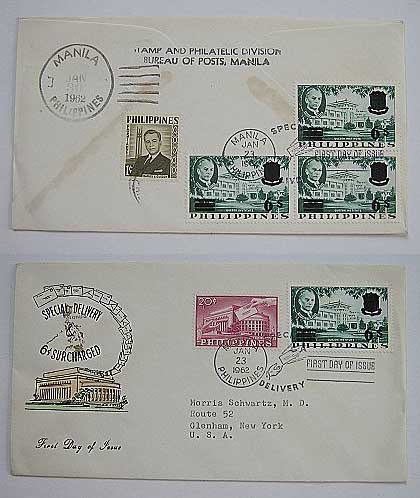 STAMP AND PHILATELIC DIVISION
BUREAU OF POSTS, MANILA
MANILA
JAN
1962
PHILIPPINES
PHILIPPINES
PHILIPPINES
MANILA
JAN
23
PHILIPPINES
FIRST DAY OF ISSUE
PHILIPPINES
PHILIPPINES
SPECIAL DELIVERY
6¢ SURCHARGED
First Day of Issue
20¢
PHILIPPINES
PHILIPPINES
MANILA
JAN
23
1962
PHILIPPINES
DELIVERY
FIRST DAY OF ISSUE
Morris Schwartz, M. D.
Route 52
Glenham, New York
U. S. A.